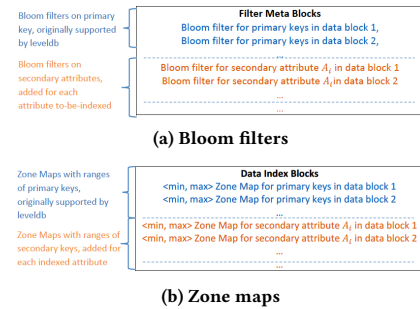 Bloom filters on primary
key, originally supported
by leveldb
Bloom filters on
secondary attributes,
added for each
attribute to-be-indexed
Filter Meta Blocks
Bloom filter for primary keys in data block 1,
Bloom filter for primary keys in data block 2,
...
Bloom filter for secondary attribute A_i in data block 1
Bloom filter for secondary attribute A_i in data block 2
...
...
(a) Bloom filters
Zone Maps with ranges
of primary keys,
originally supported by
leveldb
Zone Maps with ranges of
secondary keys, added for
each indexed attribute
Data Index Blocks
<min, max> Zone Map for primary keys in data block 1
<min, max> Zone Map for primary keys in data block 2
...
<min, max> Zone Map for secondary attribute A_i in data block 1
<min, max> Zone Map for secondary attribute A_i in data block 2
...
...
(b) Zone maps